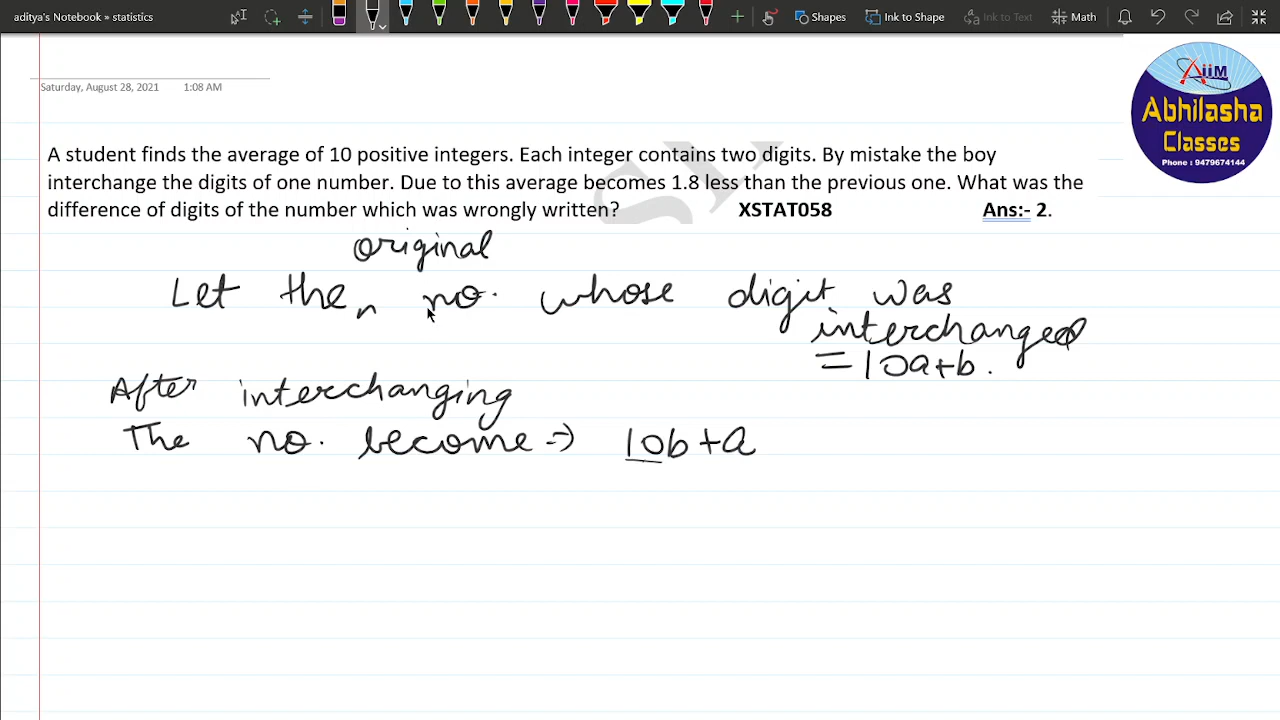 aditya's Notebook » statistics
Shapes
Ink to Shape
Ink to Text
Math
Saturday, August 28, 2021 1:08 AM
AiiM
Abhilasha
Classes
Phone : 9479674144
A student finds the average of 10 positive integers. Each integer contains two digits. By mistake the boy
interchange the digits of one number. Due to this average becomes 1.8 less than the previous one. What was the
difference of digits of the number which was wrongly written? XSTAT058 Ans:- 2.
original
Let the no. whose digit was
interchanged
= 10a+b.
After interchanging
The no. become => 10b+a